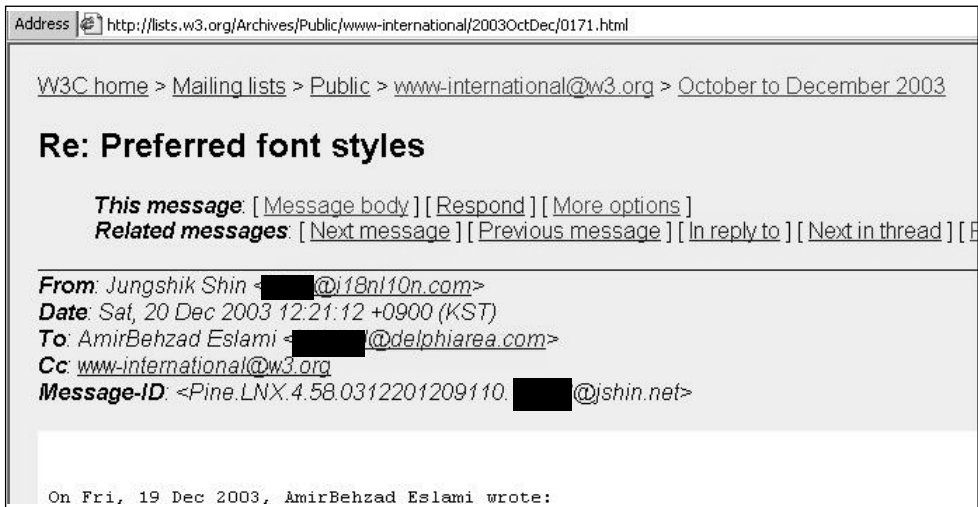 Address http://lists.w3.org/Archives/Public/www-international/2003OctDec/0171.html
W3C home > Mailing lists > Public > www-international@w3.org > October to December 2003
Re: Preferred font styles
This message: [ Message body ] [ Respond ] [ More options ]
Related messages: [ Next message ] [ Previous message ] [ In reply to ] [ Next in thread ] [
From: Jungshik Shin < @i18nl10n.com>
Date: Sat, 20 Dec 2003 12:21:12 +0900 (KST)
To: AmirBehzad Eslami < @delphiarea.com>
Cc: www-international@w3.org
Message-ID: <Pine.LNX.4.58.0312201209110. @jshin.net>
On Fri, 19 Dec 2003, AmirBehzad Eslami wrote: